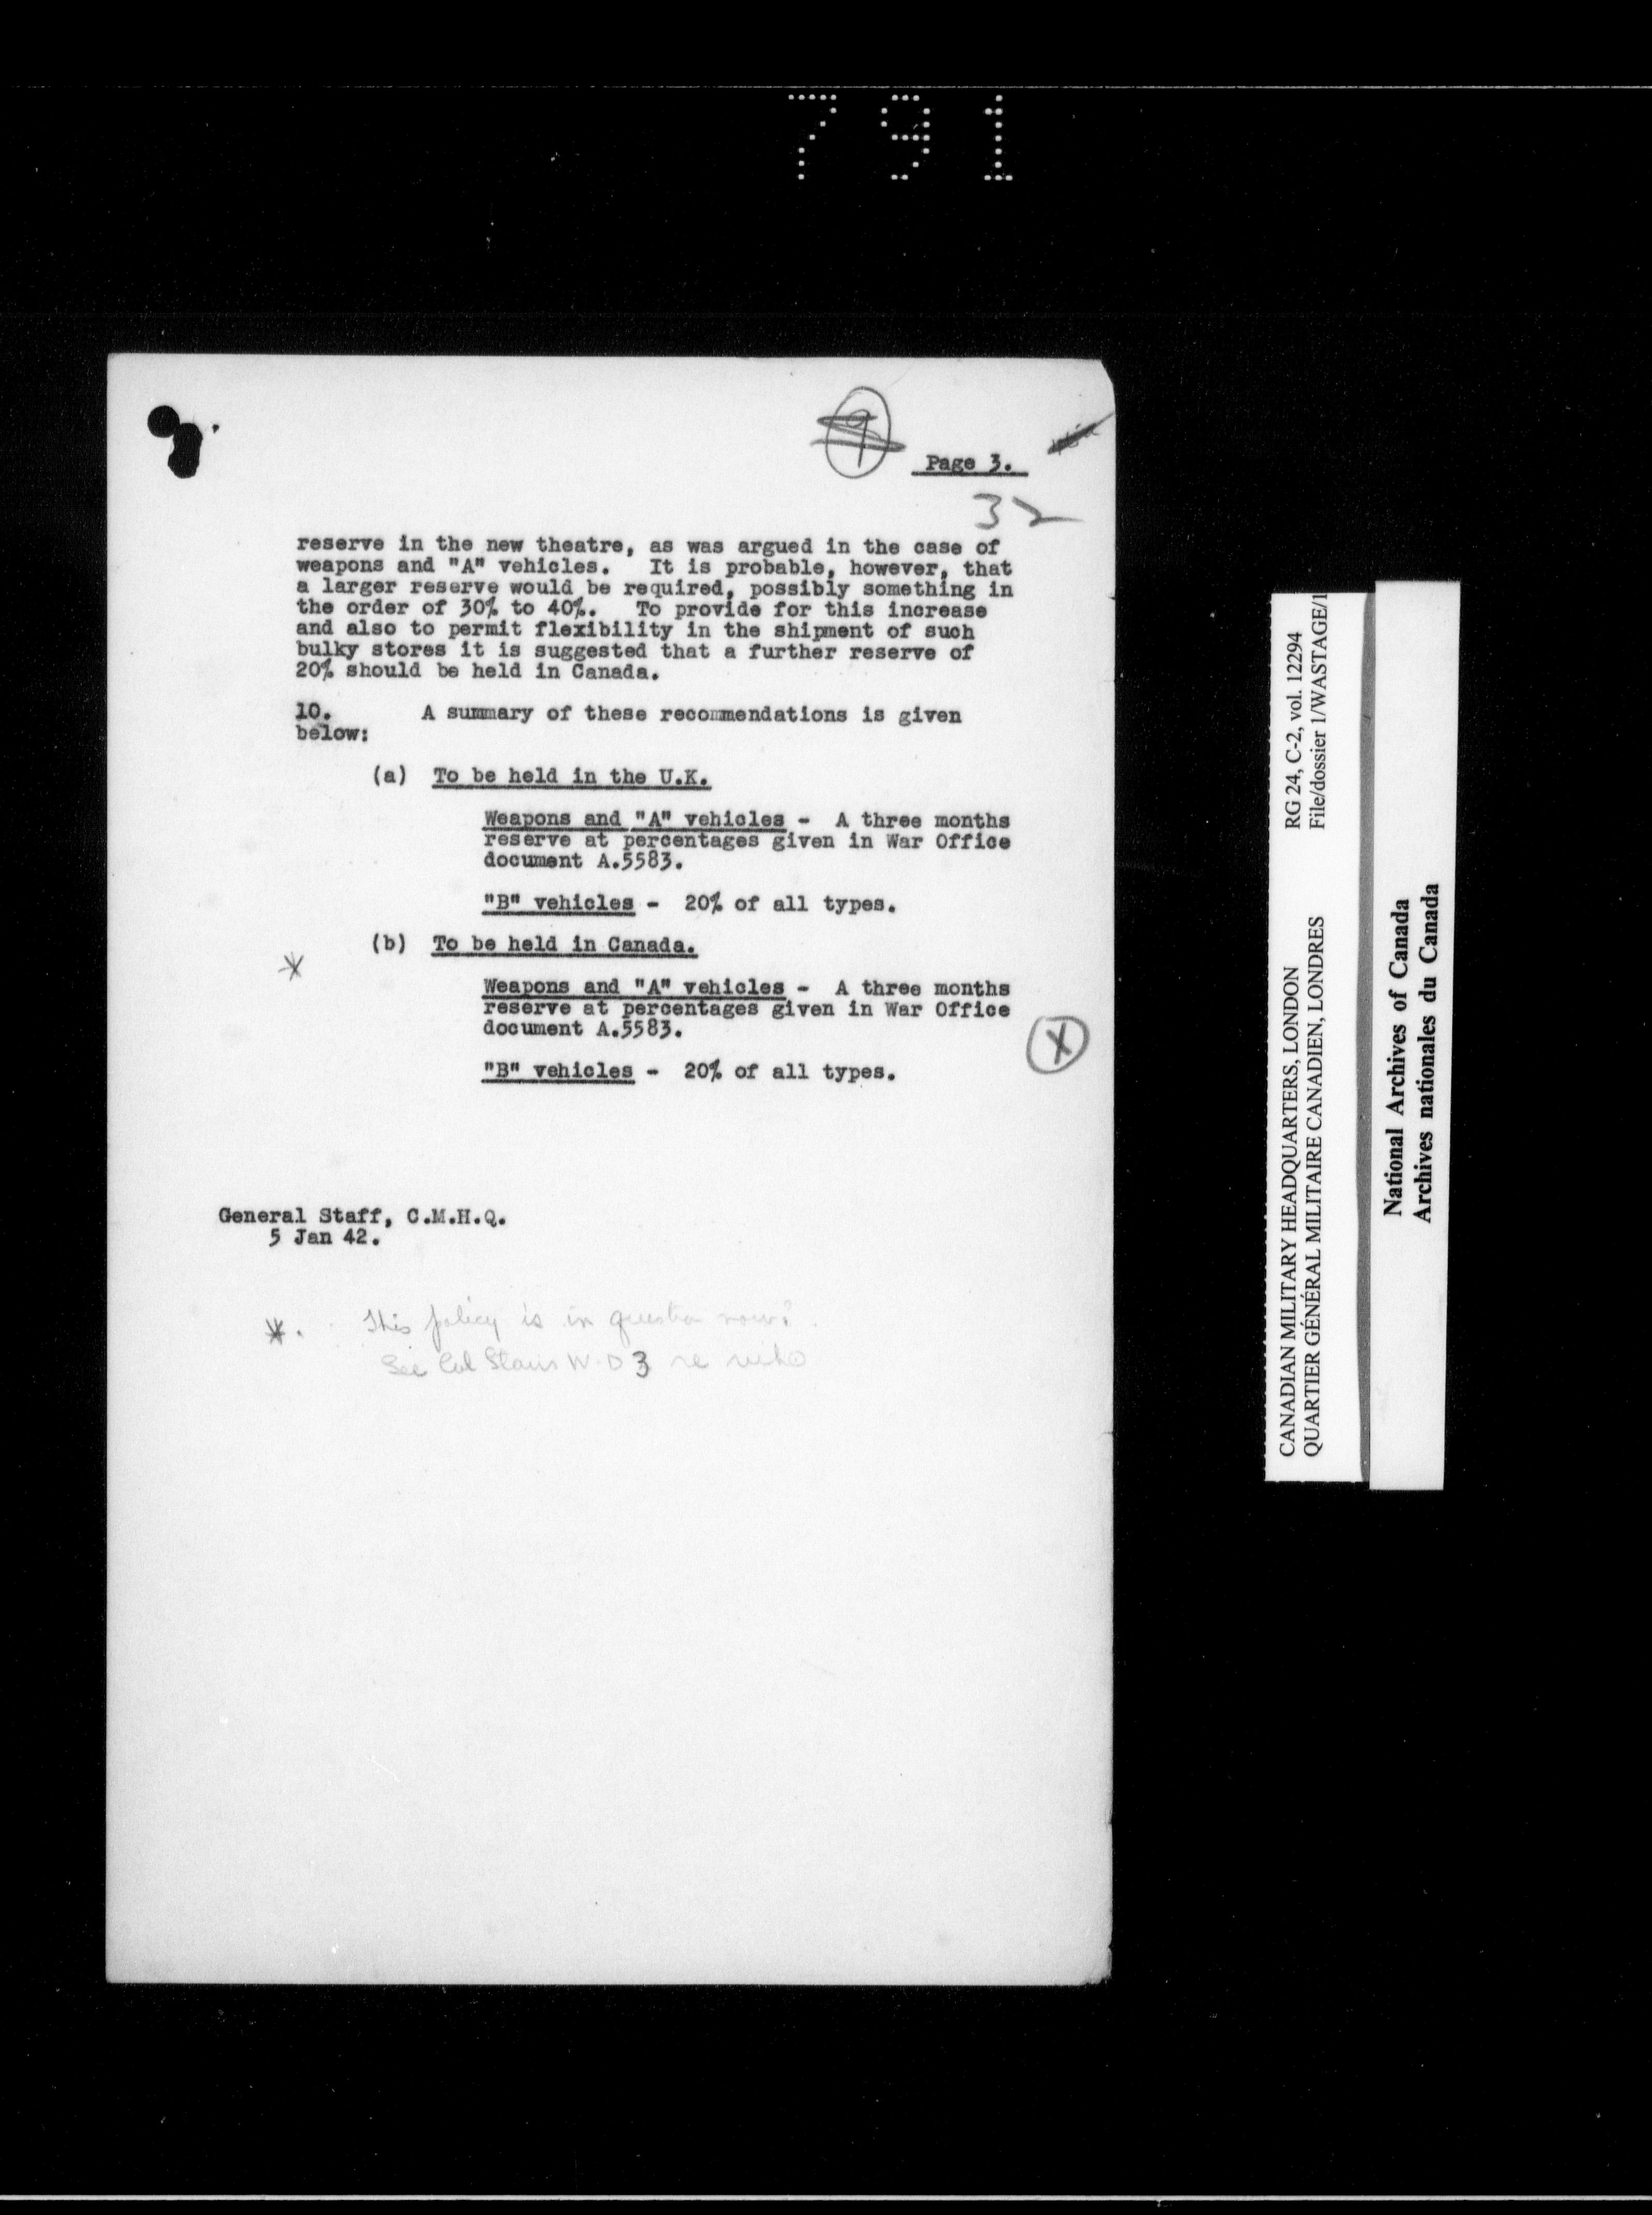 791
9
Page 3.
32
reserve in the new theatre, as was argued in the case of
weapons and "A" vehicles. It is probable, however, that
a larger reserve would be required, possibly something in
the order of 30% to 40%. To provide for this increase
and also to permit flexibility in the shipment of such
bulky stores it is suggested that a further reserve of
20% should be held in Canada.
10. A summary of these recommendations is given
below:
(a) To be held in the U.K.
Weapons and "A" vehicles - A three months
reserve at percentages given in War Office
document A.5583.
"B" vehicles - 20% of all types.
(b) To be held in Canada.
*
Weapons and "A" vehicles - A three months
reserve at percentages given in War Office
document A.5583.
X
"B" vehicles - 20% of all types.
General Staff, C.M.H.Q.
5 Jan 42.
*. This policy is in question now?
See Col W.D 3 re
RG 24, C-2, vol. 12294
File/dossier 1/WASTAGE/1
CANADIAN MILITARY HEADQUARTERS, LONDON
QUARTIER GÉNÉRAL MILITAIRE CANADIEN, LONDRES
National Archives of Canada
Archives nationales du Canada